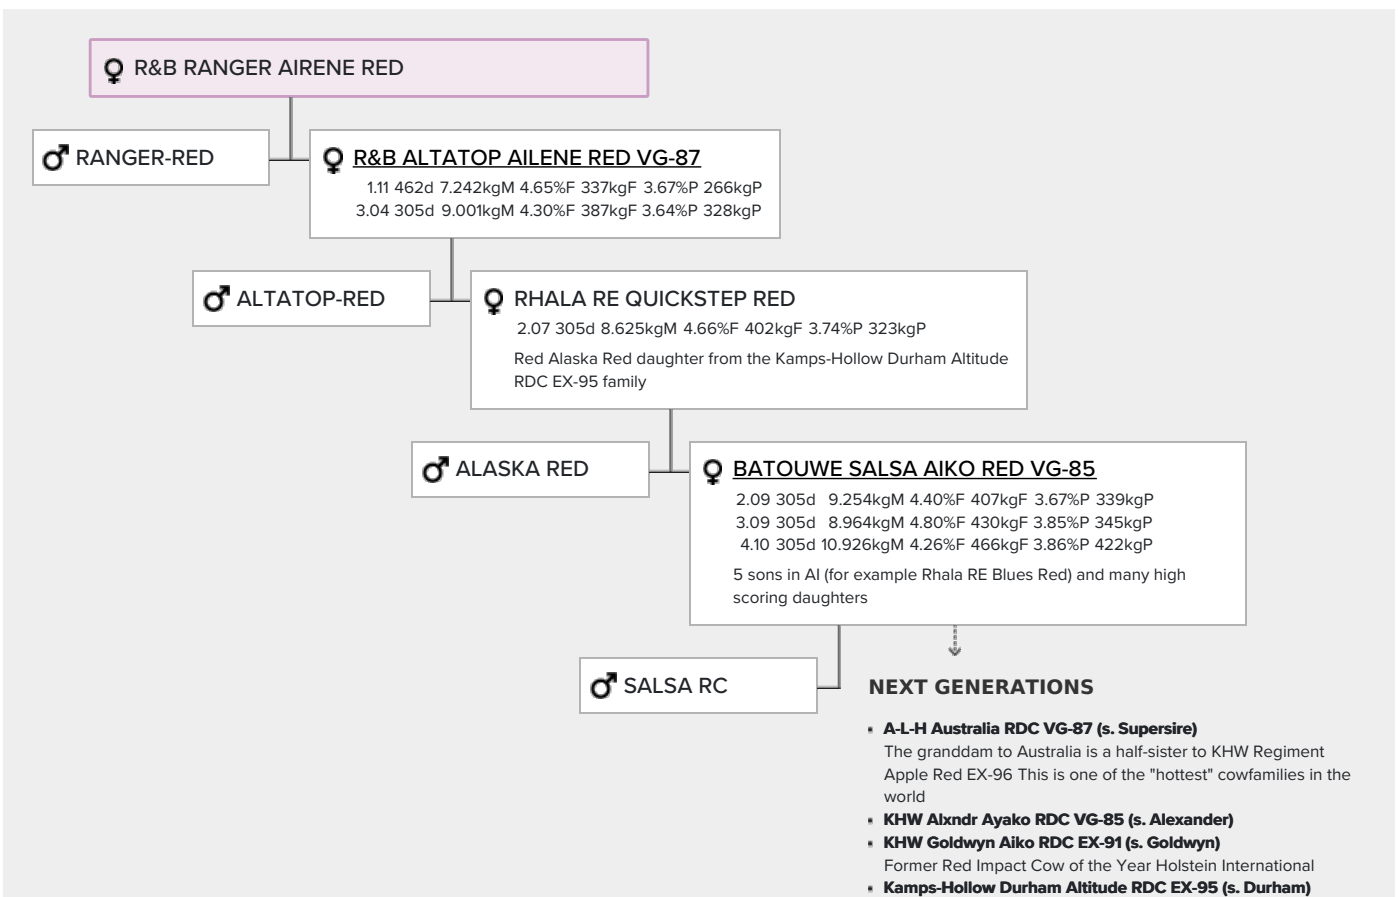 R&B RANGER AIRENE RED
RANGER-RED
R&B ALTATOP AILENE RED VG-87
1.11 462d 7.242kgM 4.65%F 337kgF 3.67%P 266kgP
3.04 305d 9.001kgM 4.30%F 387kgF 3.64%P 328kgP
ALTATOP-RED
RHALA RE QUICKSTEP RED
2.07 305d 8.625kgM 4.66%F 402kgF 3.74%P 323kgP
Red Alaska Red daughter from the Kamps-Hollow Durham Altitude
RDC EX-95 family
ALASKA RED
BATOUWE SALSA AIKO RED VG-85
2.09 305d 9.254kgM 4.40%F 407kgF 3.67%P 339kgP
3.09 305d 8.964kgM 4.80%F 430kgF 3.85%P 345kgP
4.10 305d 10.926kgM 4.26%F 466kgF 3.86%P 422kgP
5 sons in AI (for example Rhala RE Blues Red) and many high
scoring daughters
SALSA RC
NEXT GENERATIONS
A-L-H Australia RDC VG-87 (s. Supersire)
The granddam to Australia is a half-sister to KHW Regiment
Apple Red EX-96 This is one of the "hottest" cowfamilies in the
world
KHW Alxndr Ayako RDC VG-85 (s. Alexander)
KHW Goldwyn Aiko RDC EX-91 (s. Goldwyn)
Former Red Impact Cow of the Year Holstein International
Kamps-Hollow Durham Altitude RDC EX-95 (s. Durham)